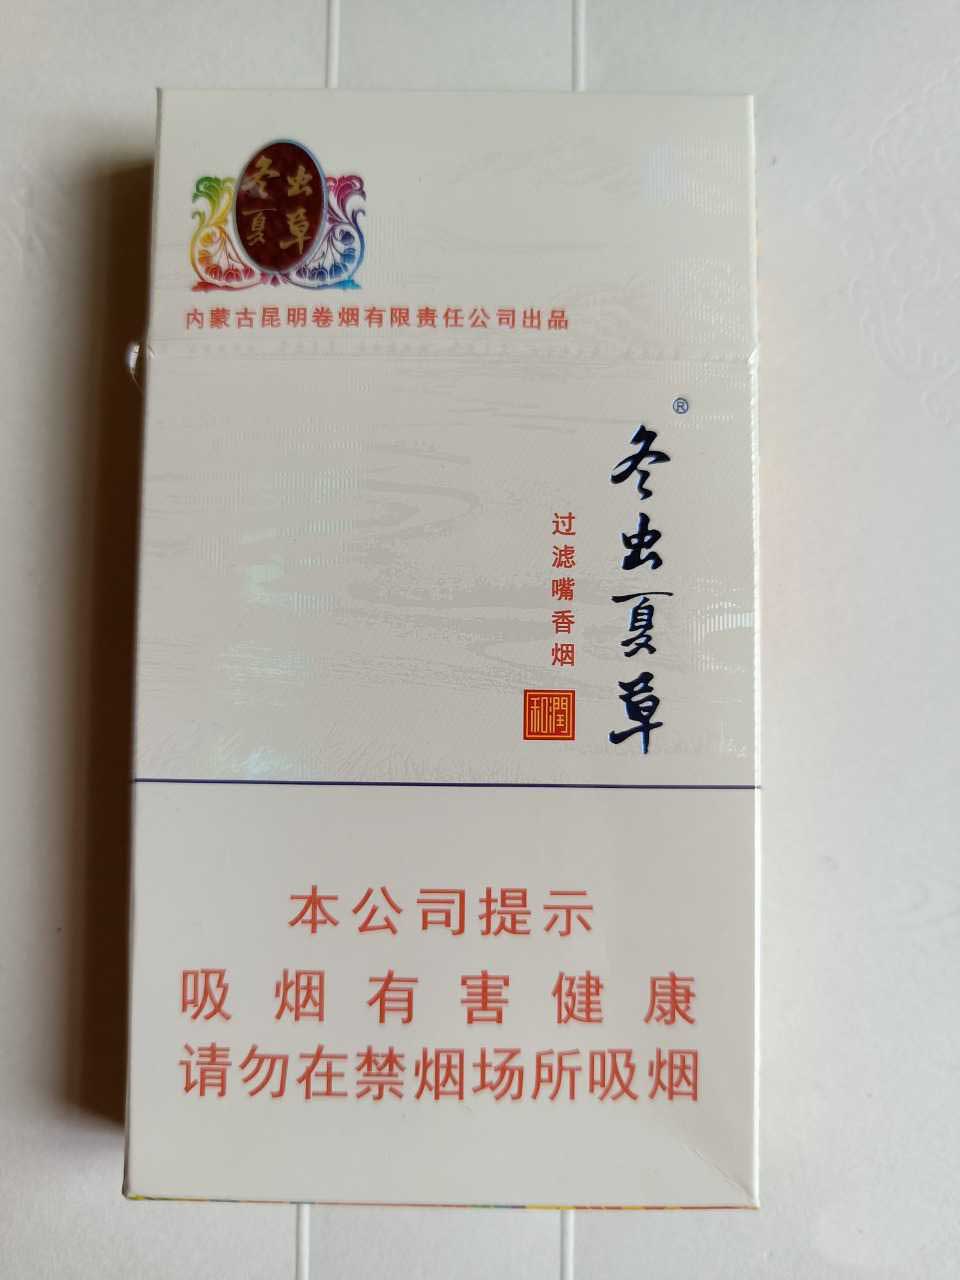 冬虫
夏草
内蒙古昆明卷烟有限责任公司出品
®
冬虫夏草
过滤嘴香烟
和潤
本公司提示
吸烟有害健康
请勿在禁烟场所吸烟